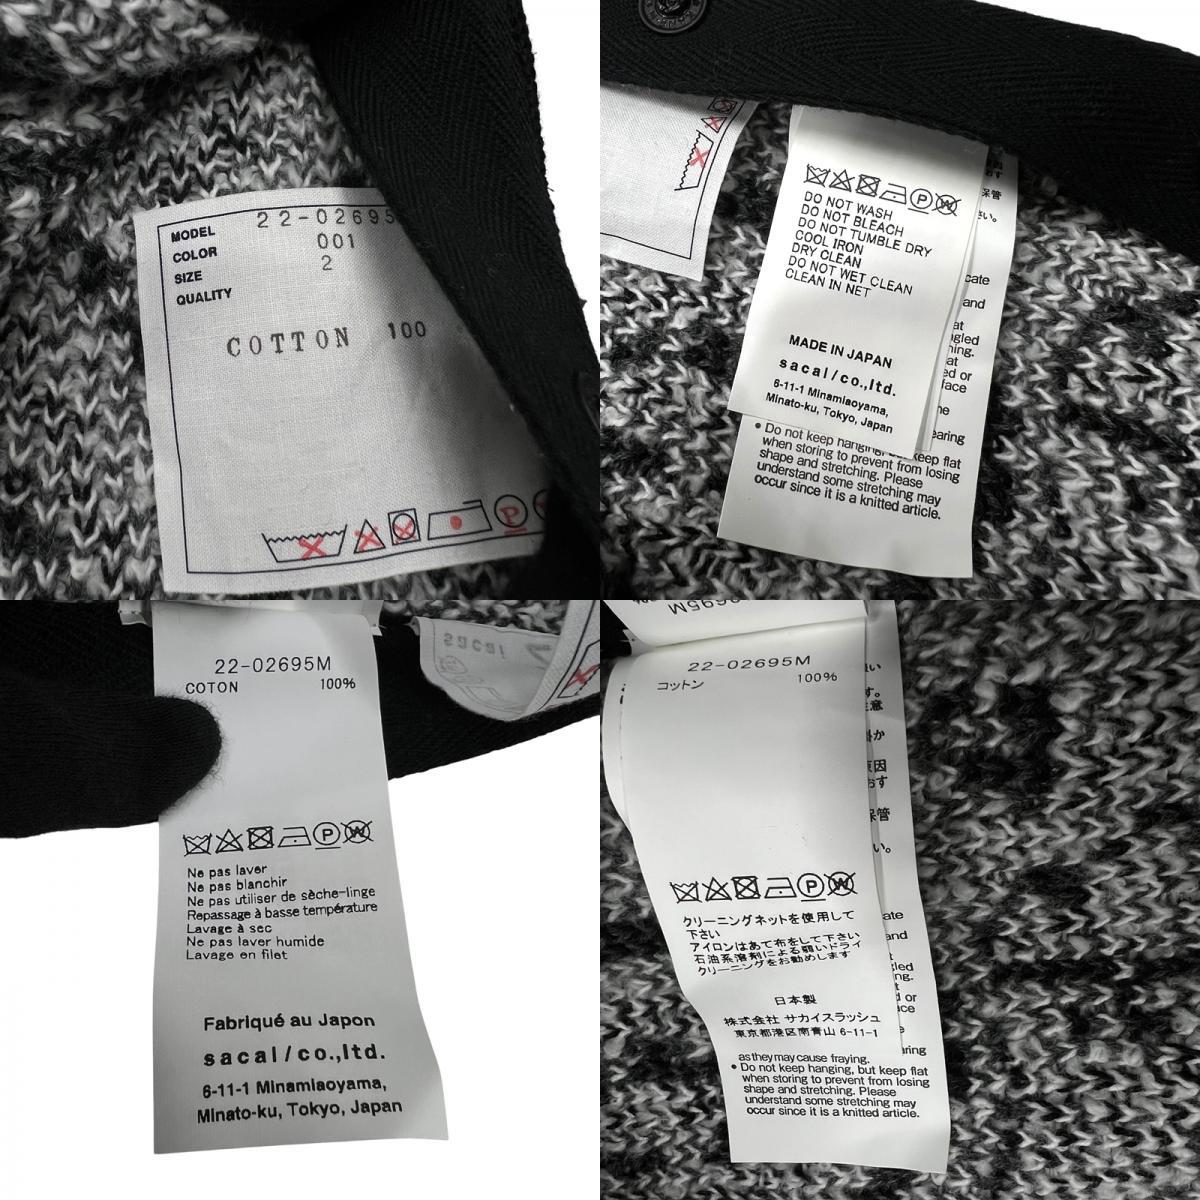 MODEL 22-02695
COLOR 001
SIZE 2
QUALITY
COTTON 100
P
P W
DO NOT WASH
DO NOT BLEACH
DO NOT TUMBLE DRY
COOL IRON
DRY CLEAN
DO NOT WET CLEAN
CLEAN IN NET
MADE IN JAPAN
sacai/co.,ltd.
6-11-1 Minamiaoyama,
Minato-ku, Tokyo, Japan
• Do not keep hanging, but keep flat
when storing to prevent from losing
shape and stretching. Please
understand some stretching may
occur since it is a knitted article.
22-02695M
COTON 100%
P W
Ne pas laver
Ne pas blanchir
Ne pas utiliser de sèche-linge
Repassage à basse température
Lavage à sec
Ne pas laver humide
Lavage en filet
Fabriqué au Japon
sacai/co.,ltd.
6-11-1 Minamiaoyama,
Minato-ku, Tokyo, Japan
sacai
22-02695M
コットン 100%
P W
クリーニングネットを使用して
下さい
アイロンはあて布をして下さい
石油系溶剤による弱いドライ
クリーニングをお勧めします
日本製
株式会社 サカイスラッシュ
東京都港区南青山 6-11-1
as they may cause fraying.
• Do not keep hanging, but keep flat
when storing to prevent from losing
shape and stretching. Please
understand some stretching may
occur since it is a knitted article.